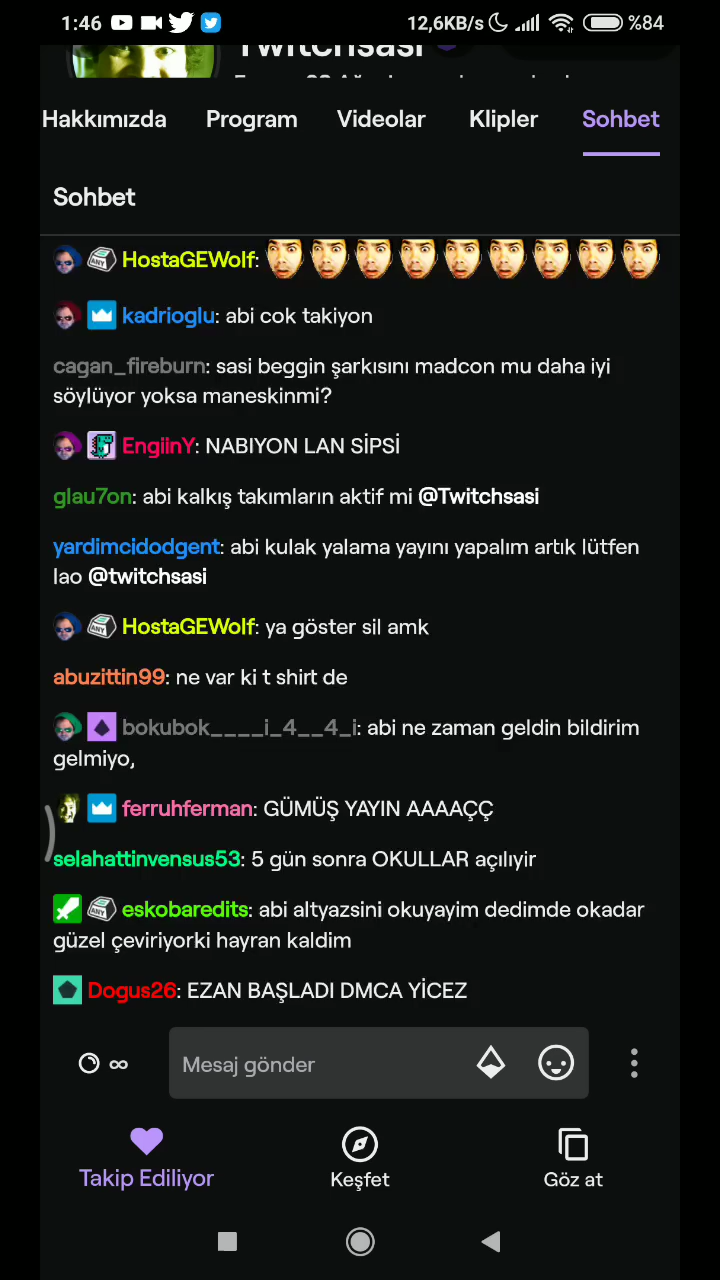 1:46 12,6KB/s %84
Twitchsasi
Hakkımızda Program Videolar Klipler Sohbet
Sohbet
HostaGEWolf:
kadrioglu: abi cok takiyon
cagan_fireburn: sasi beggin şarkısını madcon mu daha iyi
söylüyor yoksa maneskinmi?
EngiinY: NABIYON LAN SİPSİ
glau7on: abi kalkış takımların aktif mi @Twitchsasi
yardimcidodgent: abi kulak yalama yayını yapalım artık lütfen
lao @twitchsasi
HostaGEWolf: ya göster sil amk
abuzittin99: ne var ki t shirt de
bokubok____i_4__4_i: abi ne zaman geldin bildirim
gelmiyo,
ferruhferman: GÜMÜŞ YAYIN AAAAÇÇ
selahattinvensus53: 5 gün sonra OKULLAR açılıyir
eskobaredits: abi altyazsini okuyayim dedimde okadar
güzel çeviriyorki hayran kaldim
Dogus26: EZAN BAŞLADI DMCA YİCEZ
∞ Mesaj gönder
Takip Ediliyor Keşfet Göz at